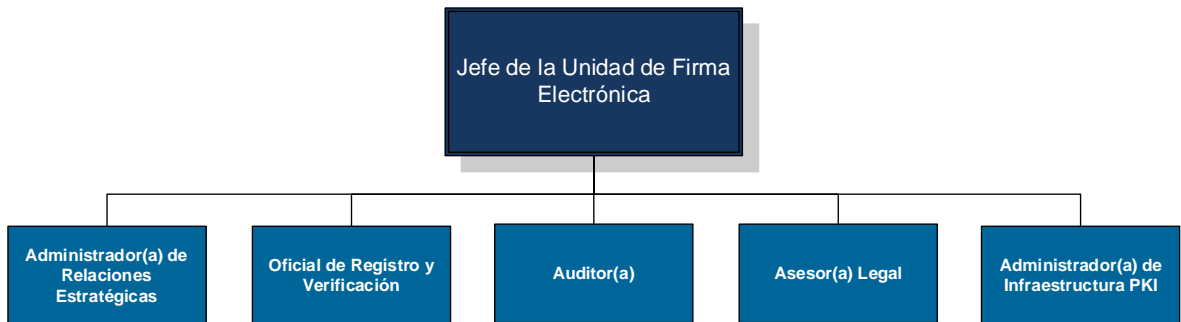 Jefe de la Unidad de Firma
Electrónica
Administrador(a) de
Relaciones
Estratégicas
Oficial de Registro y
Verificación
Auditor(a)
Asesor(a) Legal
Administrador(a) de
Infraestructura PKI